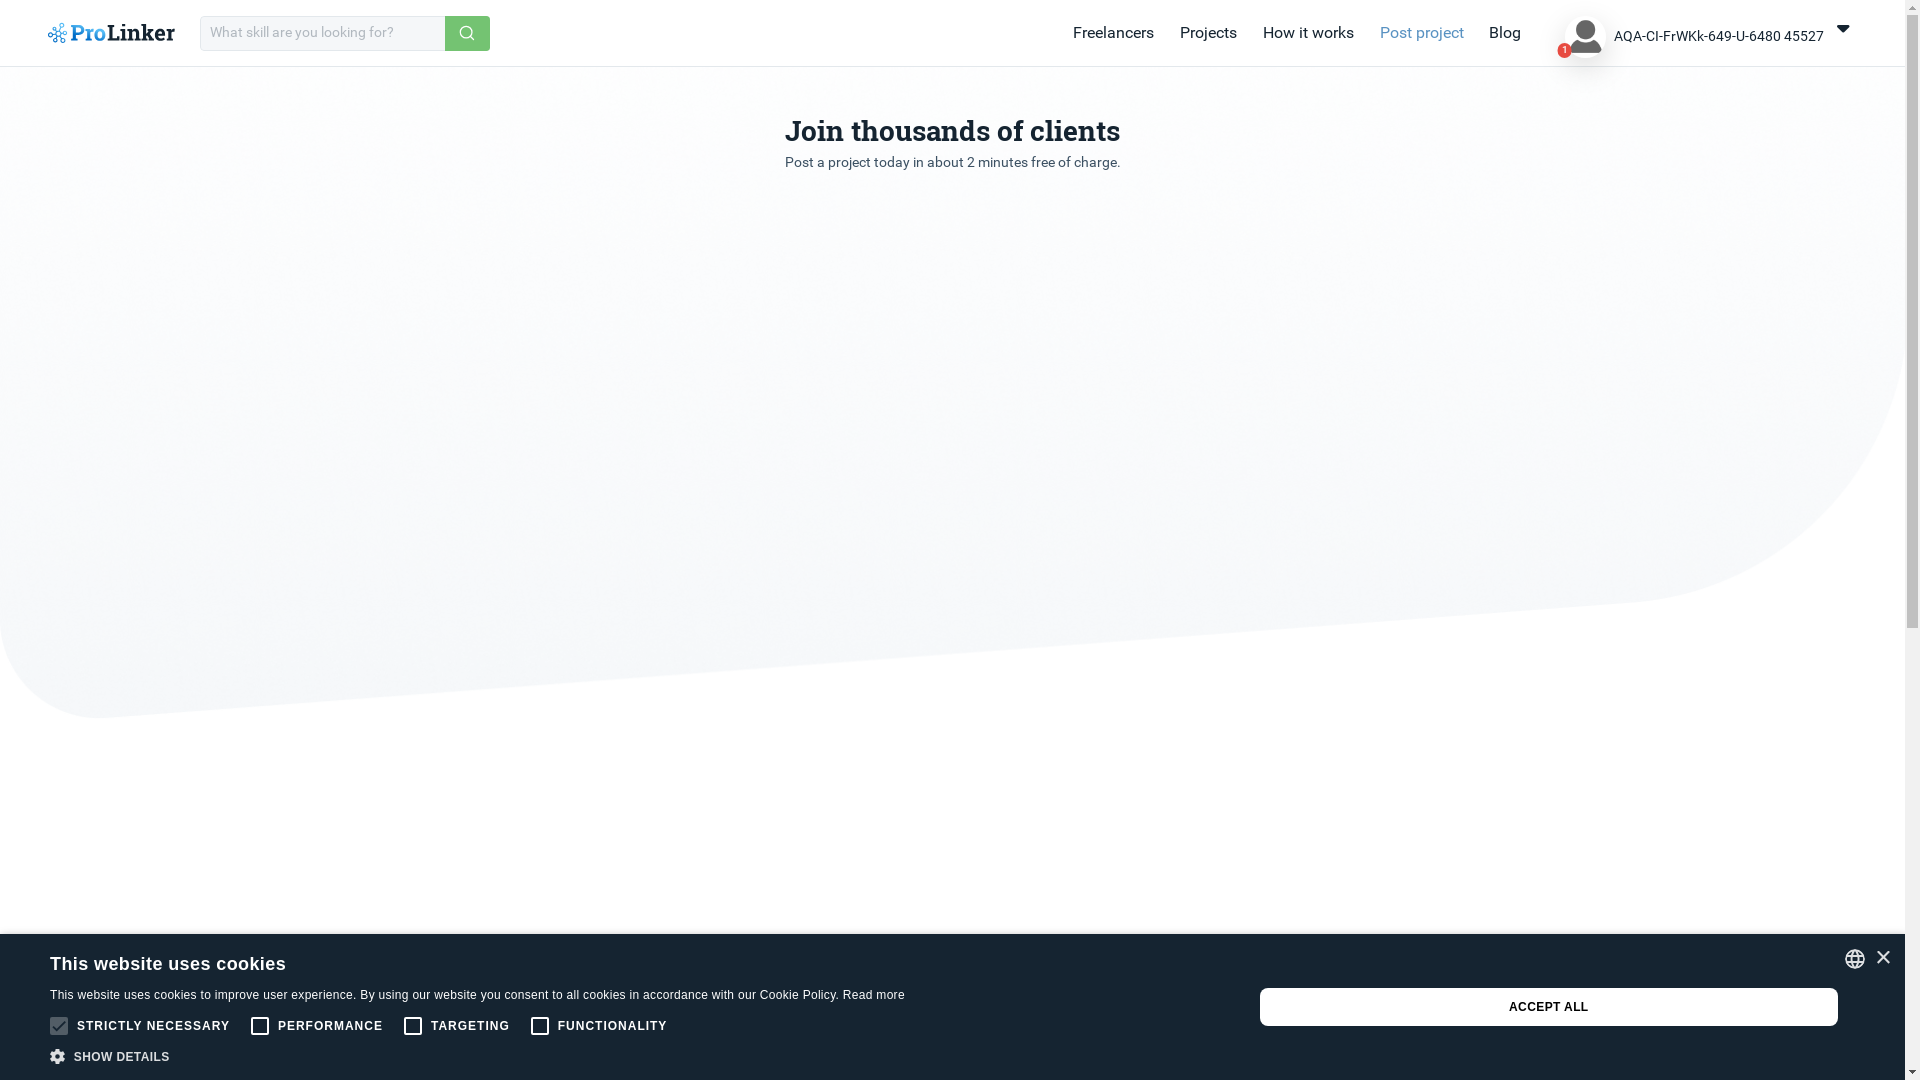 ProLinker
What skill are you looking for?
Freelancers
Projects
How it works
Post project
Blog
1
AQA-CI-FrWKk-649-U-6480 45527
Join thousands of clients
Post a project today in about 2 minutes free of charge.
This website uses cookies
This website uses cookies to improve user experience. By using our website you consent to all cookies in accordance with our Cookie Policy. Read more
STRICTLY NECESSARY
PERFORMANCE
TARGETING
FUNCTIONALITY
SHOW DETAILS
ACCEPT ALL